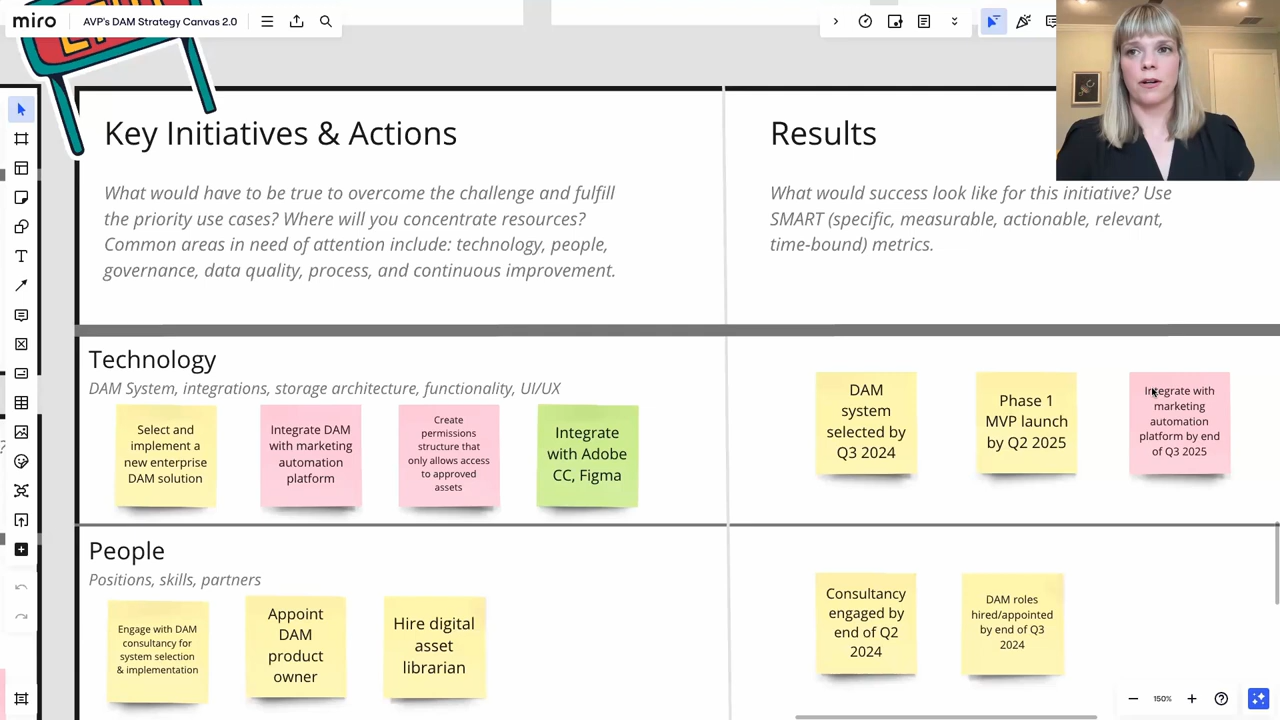 miro
AVP's DAM Strategy Canvas 2.0
Key Initiatives & Actions
What would have to be true to overcome the challenge and fulfill
the priority use cases? Where will you concentrate resources?
Common areas in need of attention include: technology, people,
governance, data quality, process, and continuous improvement.
Results
What would success look like for this initiative? Use
SMART (specific, measurable, actionable, relevant,
time-bound) metrics.
Technology
DAM System, integrations, storage architecture, functionality, UI/UX
Select and
implement a
new enterprise
DAM solution
Integrate DAM
with marketing
automation
platform
Create
permissions
structure that
only allows access
to approved
assets
Integrate
with Adobe
CC, Figma
DAM
system
selected by
Q3 2024
Phase 1
MVP launch
by Q2 2025
Integrate with
marketing
automation
platform by end
of Q3 2025
People
Positions, skills, partners
Engage with DAM
consultancy for
system selection
& implementation
Appoint
DAM
product
owner
Hire digital
asset
librarian
Consultancy
engaged by
end of Q2
2024
DAM roles
hired/appointed
by end of Q3
2024
150%